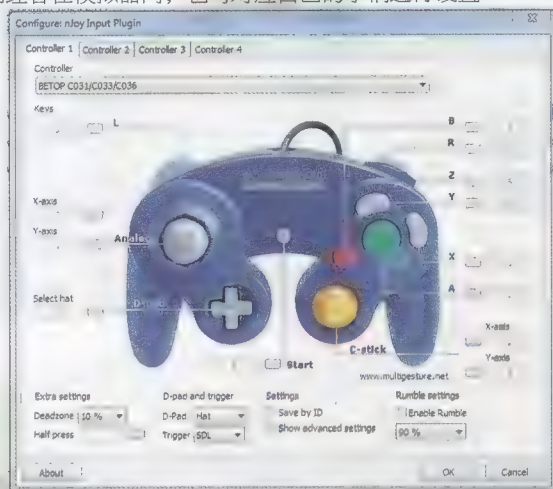 Configure: nJoy Input Plugin
Controller 1 Controller 2 Controller 3 Controller 4
Controller
BETOP C031/C033/C036
Keys
L
B
R
Z
Y
X-axis
Y-axis
Analog
X
A
Select hat
D-pad
X-axis
C-stick
Y-axis
Start
www.multigesture.net
Extra settings
D-pad and trigger
Settings
Rumble settings
Deadzone 10 %
D-Pad Hat
Save by ID
Enable Rumble
Half press
Trigger SDL
Show advanced settings
90 %
About
OK
Cancel